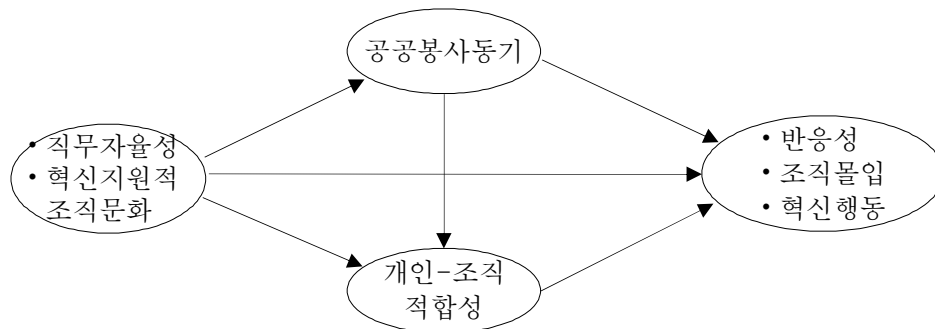 공공봉사동기
• 직무자율성
• 혁신지원적
조직문화
• 반응성
• 조직몰입
• 혁신행동
개인-조직
적합성